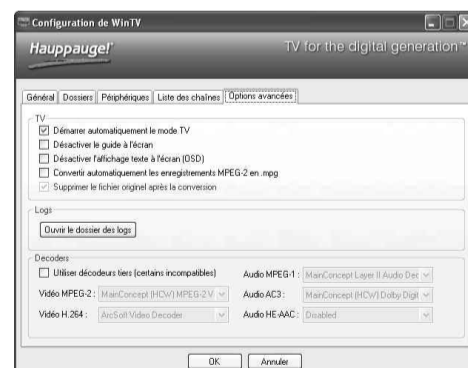 Configuration de WinTV
Hauppauge!
TV for the digital generation™
Général Dossiers Périphériques Liste des chaînes Options avancées
TV
Démarrer automatiquement le mode TV
Désactiver le guide à l'écran
Désactiver l'affichage texte à l'écran (OSD)
Convertir automatiquement les enregistrements MPEG-2 en .mpg
Supprimer le fichier originel après la conversion
Logs
Ouvrir le dossier des logs
Decoders
Utiliser décodeurs tiers (certains incompatibles)
Audio MPEG-1 : MainConcept Layer II Audio Dec
Vidéo MPEG-2 : MainConcept (HCW) MPEG-2 V
Audio AC3 : MainConcept (HCW) Dolby Digit
Vidéo H.264 : ArcSoft Video Decoder
Audio HE-AAC : Disabled
OK Annuler